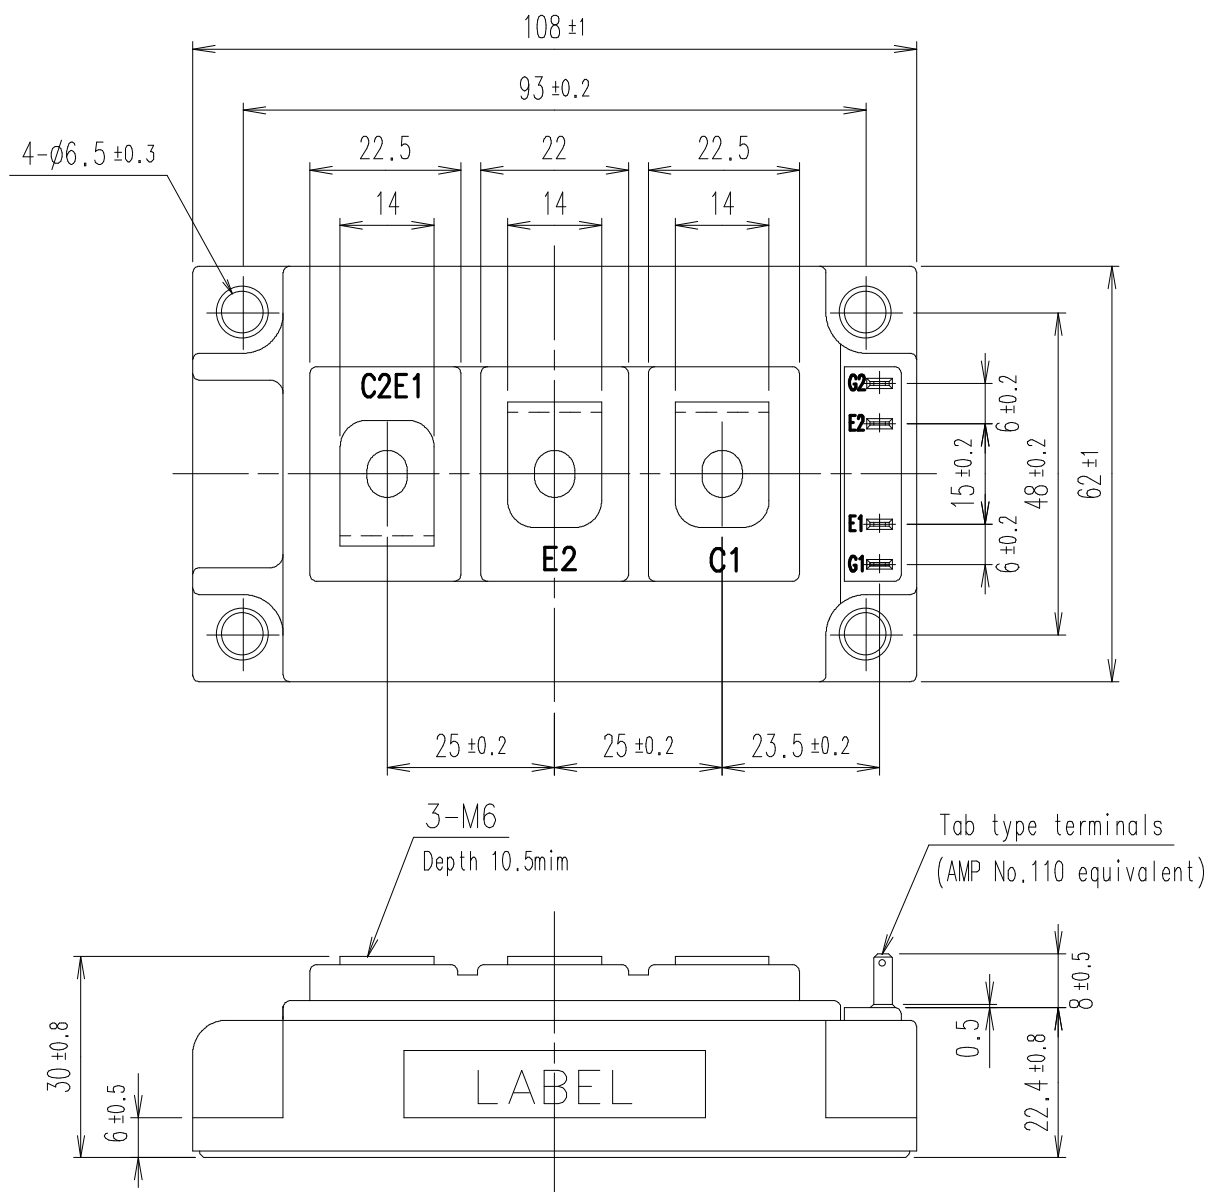 108 ±1
93 ±0.2
4-Ø6.5 ±0.3
22.5
22
22.5
14
14
14
C2E1
E2
C1
G2
E2
E1
G1
6 ±0.2
15 ±0.2
6 ±0.2
48 ±0.2
62 ±1
25 ±0.2
25 ±0.2
23.5 ±0.2
3-M6
Depth 10.5mim
Tab type terminals
(AMP No.110 equivalent)
30 ±0.8
6 ±0.5
LABEL
8 ±0.5
0.5
22.4 ±0.8